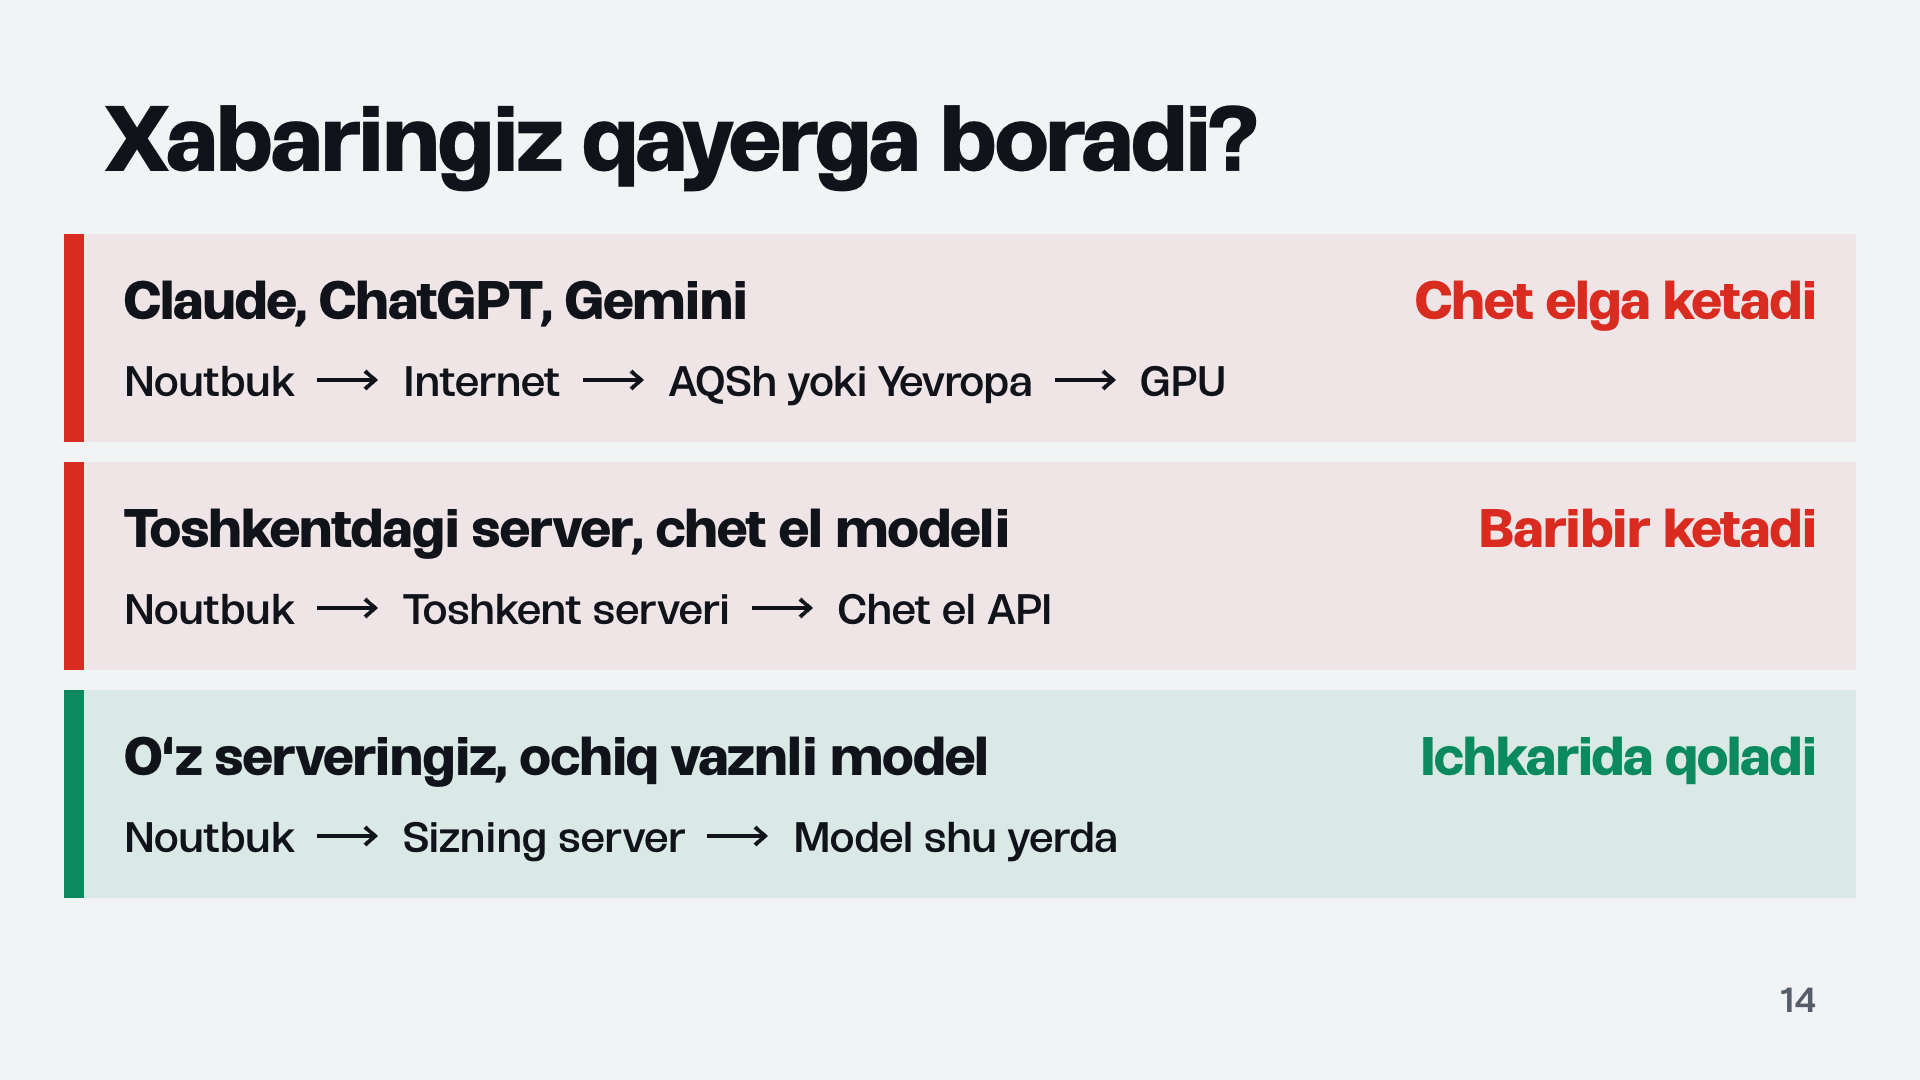 Xabaringiz qayerga boradi?
Claude, ChatGPT, Gemini
Chet elga ketadi
Noutbuk → Internet → AQSh yoki Yevropa → GPU
Toshkentdagi server, chet el modeli
Baribir ketadi
Noutbuk → Toshkent serveri → Chet el API
O‘z serveringiz, ochiq vaznli model
Ichkarida qoladi
Noutbuk → Sizning server → Model shu yerda
14